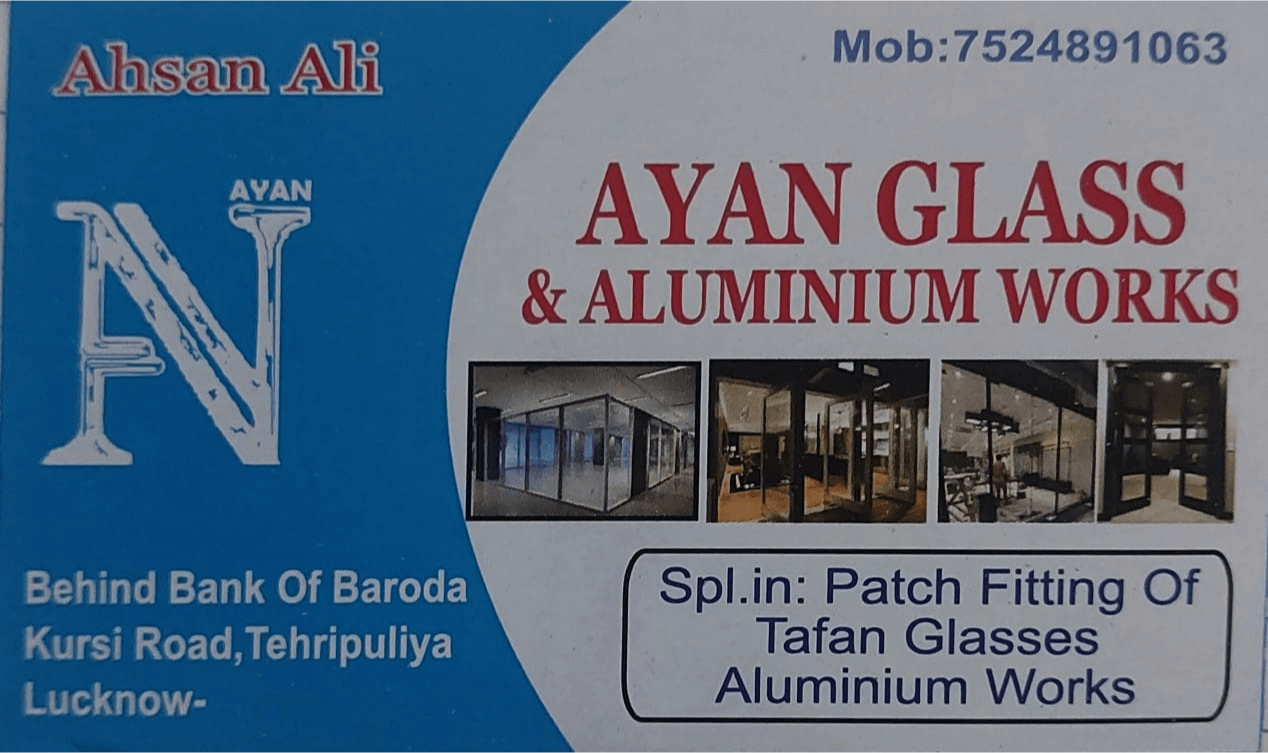 Ahsan Ali
Mob:7524891063
AYAN
N
AYAN GLASS
& ALUMINIUM WORKS
Behind Bank Of Baroda
Kursi Road,Tehripuliya
Lucknow-
Spl.in: Patch Fitting Of
Tafan Glasses
Aluminium Works